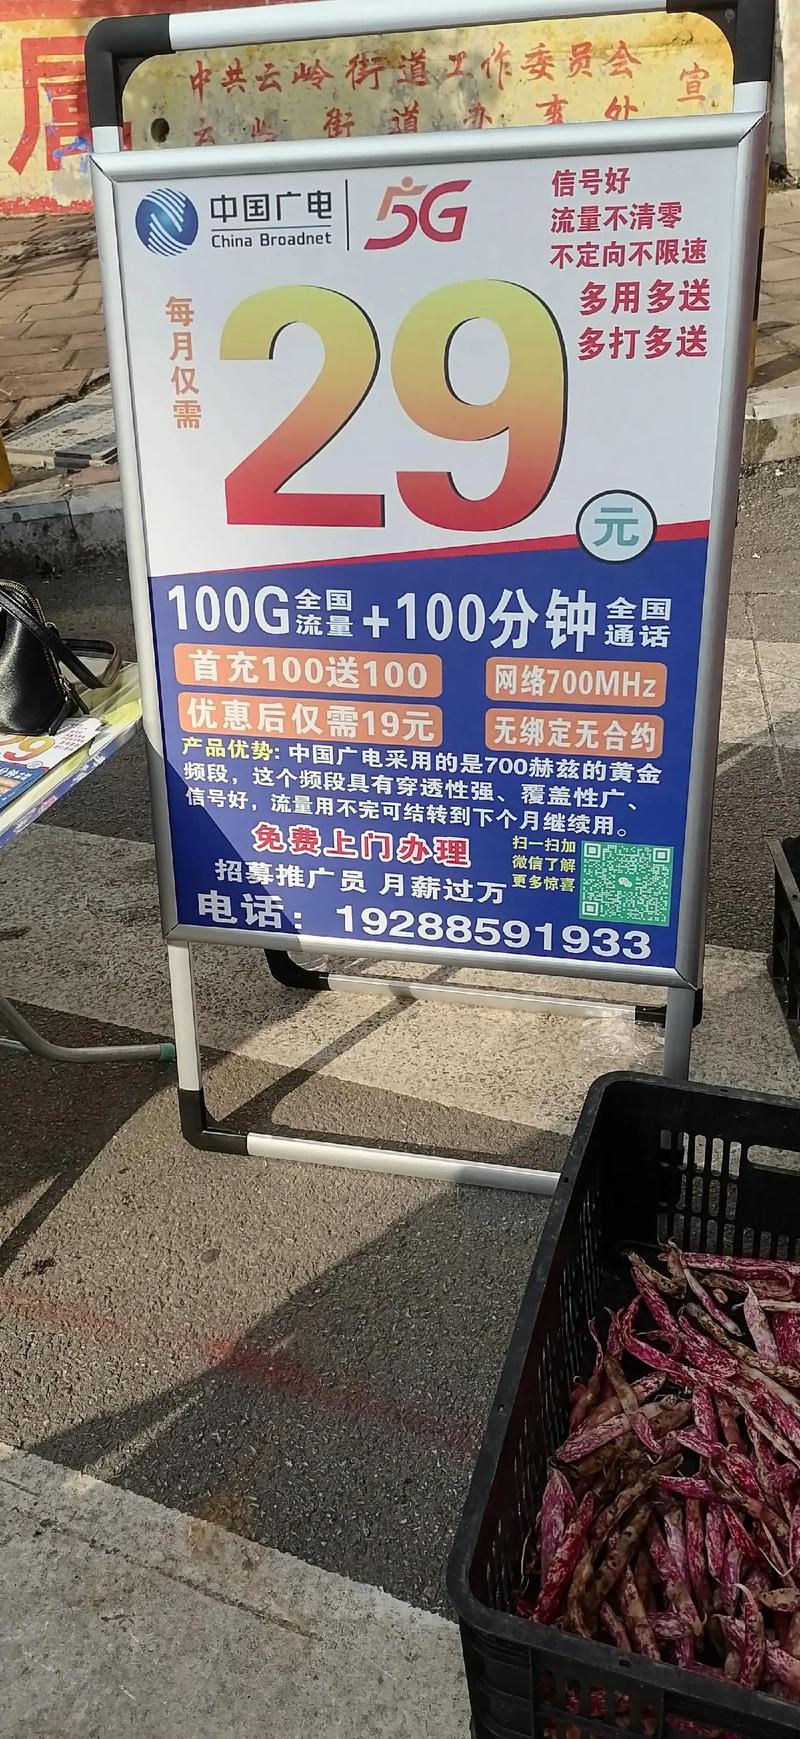 中共云岭街道工作委员会
云岭街道办事处
宣
中国广电
China Broadnet
5G
信号好
流量不清零
不定向不限速
多用多送
多打多送
每月仅需
29
元
100G全国流量+100分钟全国通话
首充100送100
网络700MHz
优惠后仅需19元
无绑定无合约
产品优势:中国广电采用的是700赫兹的黄金
频段，这个频段具有穿透性强、覆盖性广、
信号好，流量用不完可结转到下个月继续用。
免费上门办理
扫一扫加
微信了解
更多惊喜
招募推广员 月薪过万
电话：19288591933